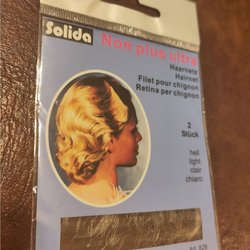 Solida
Non plus ultra
Haarnetz
Hairnet
Filet pour chignon
Retina per chignon
2
Stück
hell
light
clair
chiaro